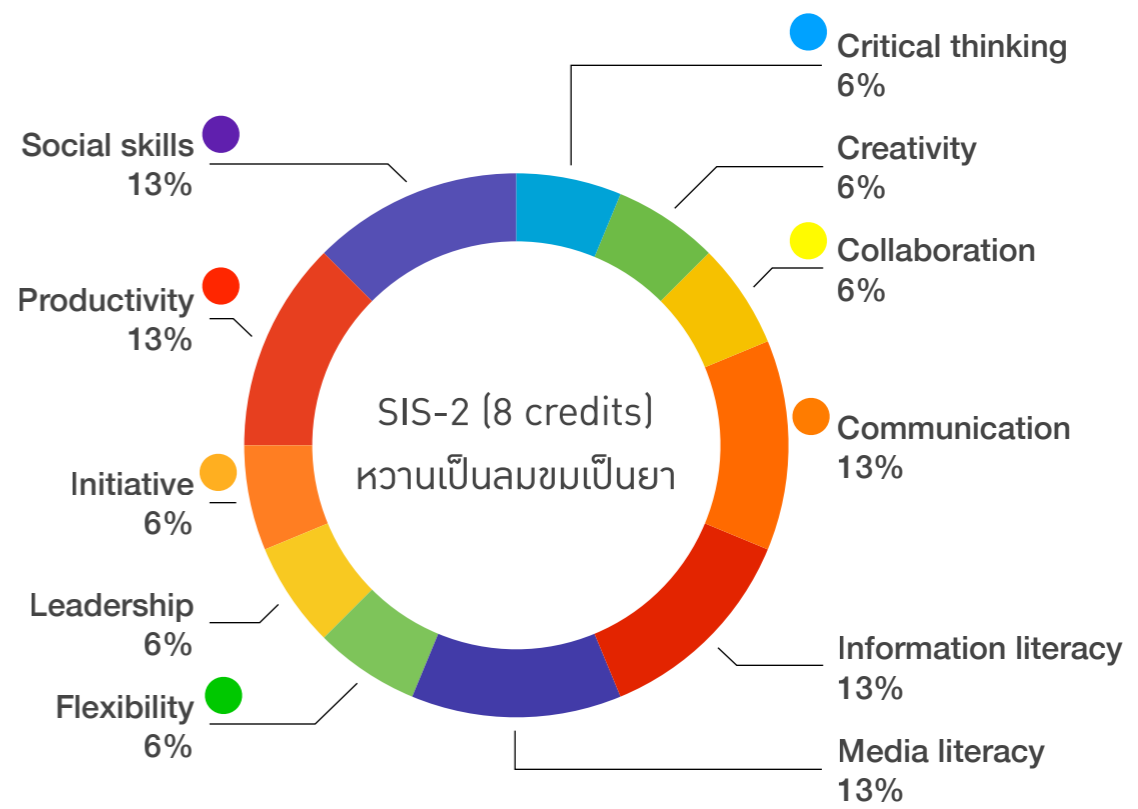 Critical thinking
6%
Creativity
6%
Collaboration
6%
Communication
13%
Information literacy
13%
Media literacy
13%
Flexibility
6%
Leadership
6%
Initiative
6%
Productivity
13%
Social skills
13%
SIS-2 (8 credits)
หวานเป็นลมขมเป็นยา